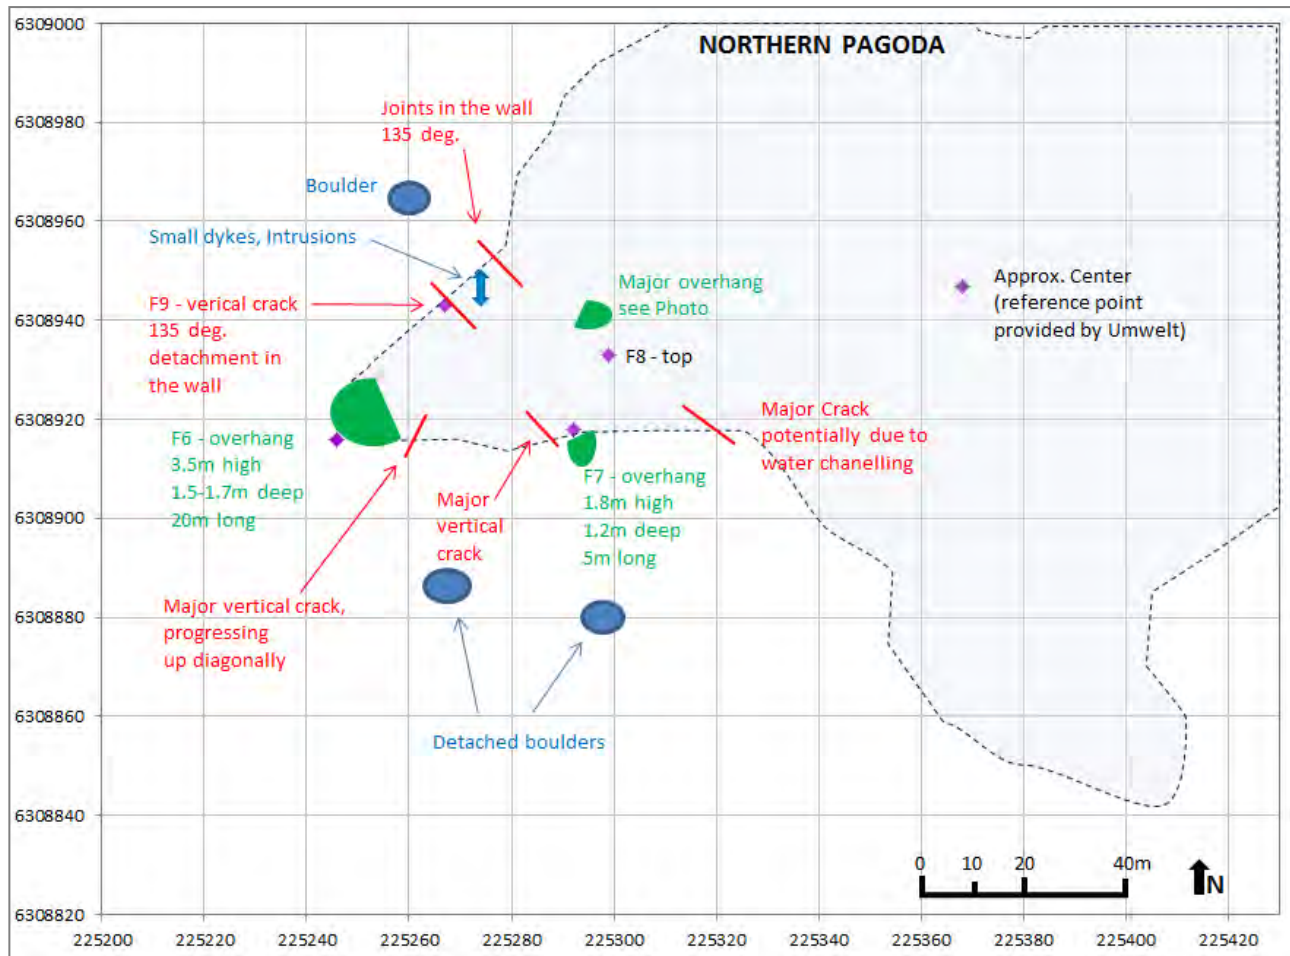 NORTHERN PAGODA
6309000
Joints in the wall
135 deg.
6308980
Boulder
6308960
Small dykes, Intrusions
Major overhang
see Photo
Approx. Center
(reference point
provided by Umwelt)
F9 - verical crack
135 deg.
detachment in
the wall
6308940
F8 - top
6308920
F6 - overhang
3.5m high
1.5-1.7m deep
20m long
Major Crack
potentially due to
water chanelling
F7 - overhang
1.8m high
1.2m deep
5m long
Major
vertical
crack
6308900
Major vertical crack,
progressing
up diagonally
6308880
6308860
Detached boulders
6308840
0 10 20 40m
N
6308820
225200 225220 225240 225260 225280 225300 225320 225340 225360 225380 225400 225420